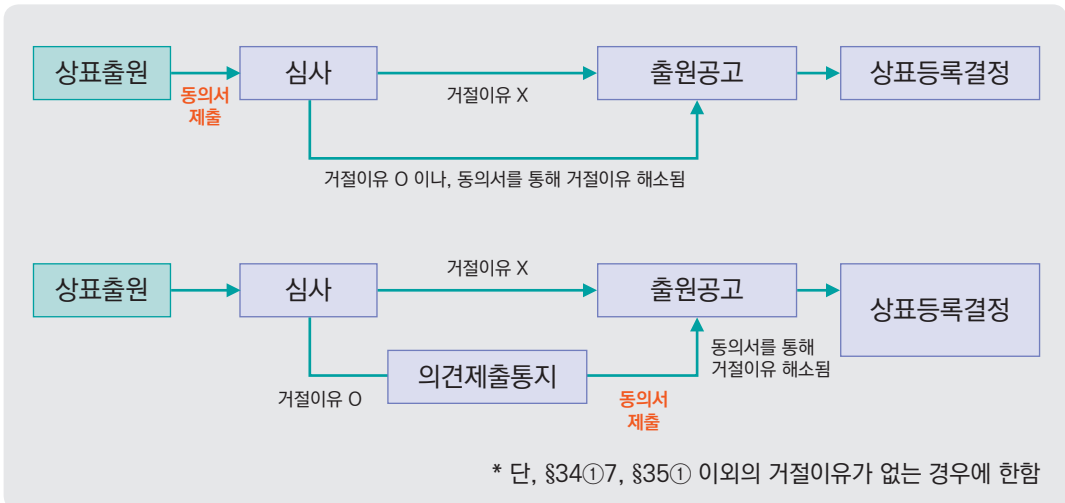 상표출원
동의서
제출
심사
거절이유 X
출원공고
상표등록결정
거절이유 O 이나, 동의서를 통해 거절이유 해소됨
상표출원
심사
거절이유 X
출원공고
상표등록결정
거절이유 O
의견제출통지
동의서
제출
동의서를 통해
거절이유 해소됨
* 단, §34①7, §35① 이외의 거절이유가 없는 경우에 한함